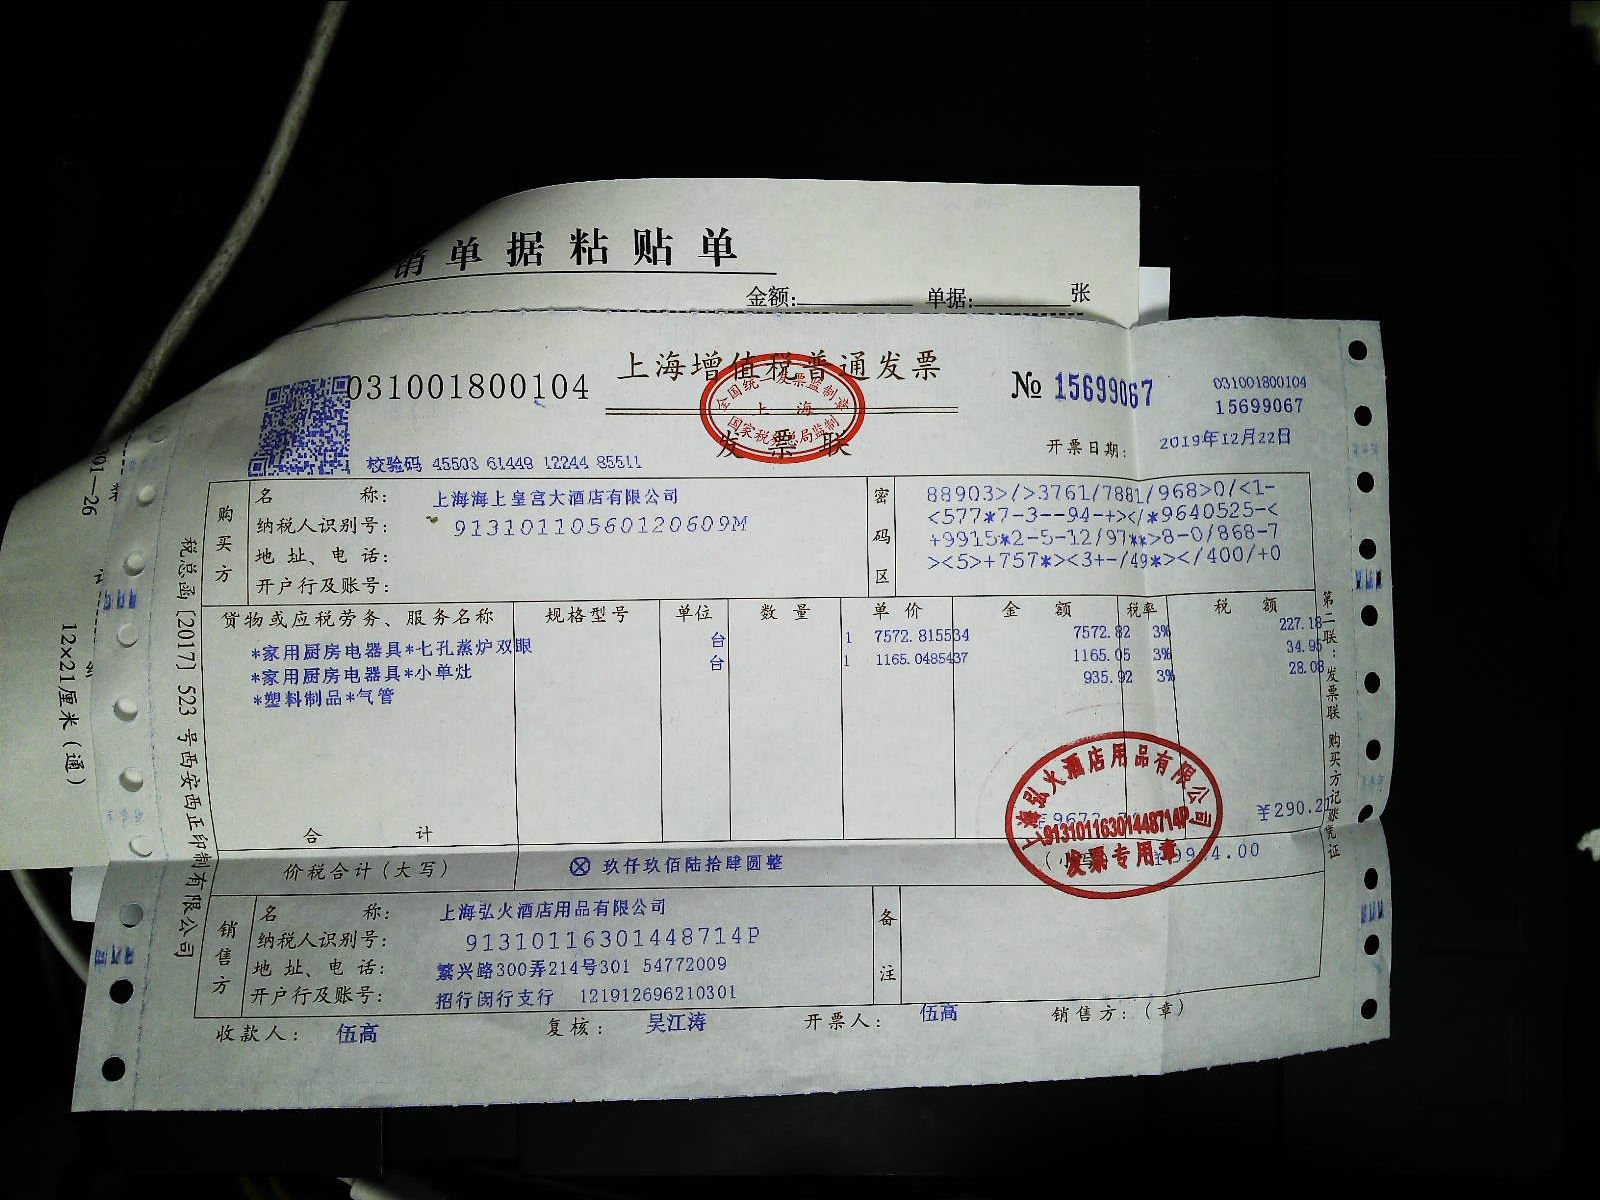 销单据粘贴单
金额: 单据: 张
上海增值税普通发票
031001800104
№ 15699067
031001800104
15699067
全国统一发票监制章
上海
国家税务总局监制
发票联
开票日期: 2019年12月22日
校验码 45503 61449 12244 85511
购买方
名称: 上海海上皇宫大酒店有限公司
纳税人识别号: 91310110560120609M
地址、电话:
开户行及账号:
密码区
88903>/>3761/7881/968>0/<1-
<577*7-3--94-+></*9640525-<
+9915*2-5-12/97**>8-0/868-7
><5>+757*><3+-/49*></400/+0
货物或应税劳务、服务名称 规格型号 单位 数量 单价 金额 税率 税额
*家用厨房电器具*七孔蒸炉双眼 台 1 7572.815534 7572.82 3% 227.18
*家用厨房电器具*小单灶 台 1 1165.0485437 1165.05 3% 34.95
*塑料制品*气管 935.92 3% 28.08
合计 ¥290.21
价税合计(大写) ⊗ 玖仟玖佰陆拾肆圆整
上海弘火酒店用品有限公司
91310116301448714P
发票专用章
销售方
名称: 上海弘火酒店用品有限公司
纳税人识别号: 91310116301448714P
地址、电话: 繁兴路300弄214号301 54772009
开户行及账号: 招行闵行支行 121912696210301
备注
收款人: 伍高 复核: 吴江涛 开票人: 伍高 销售方:(章)
税总函[2017]523号西安西正印制有限公司
第二联:发票联 购买方记账凭证
12×21厘米(通)